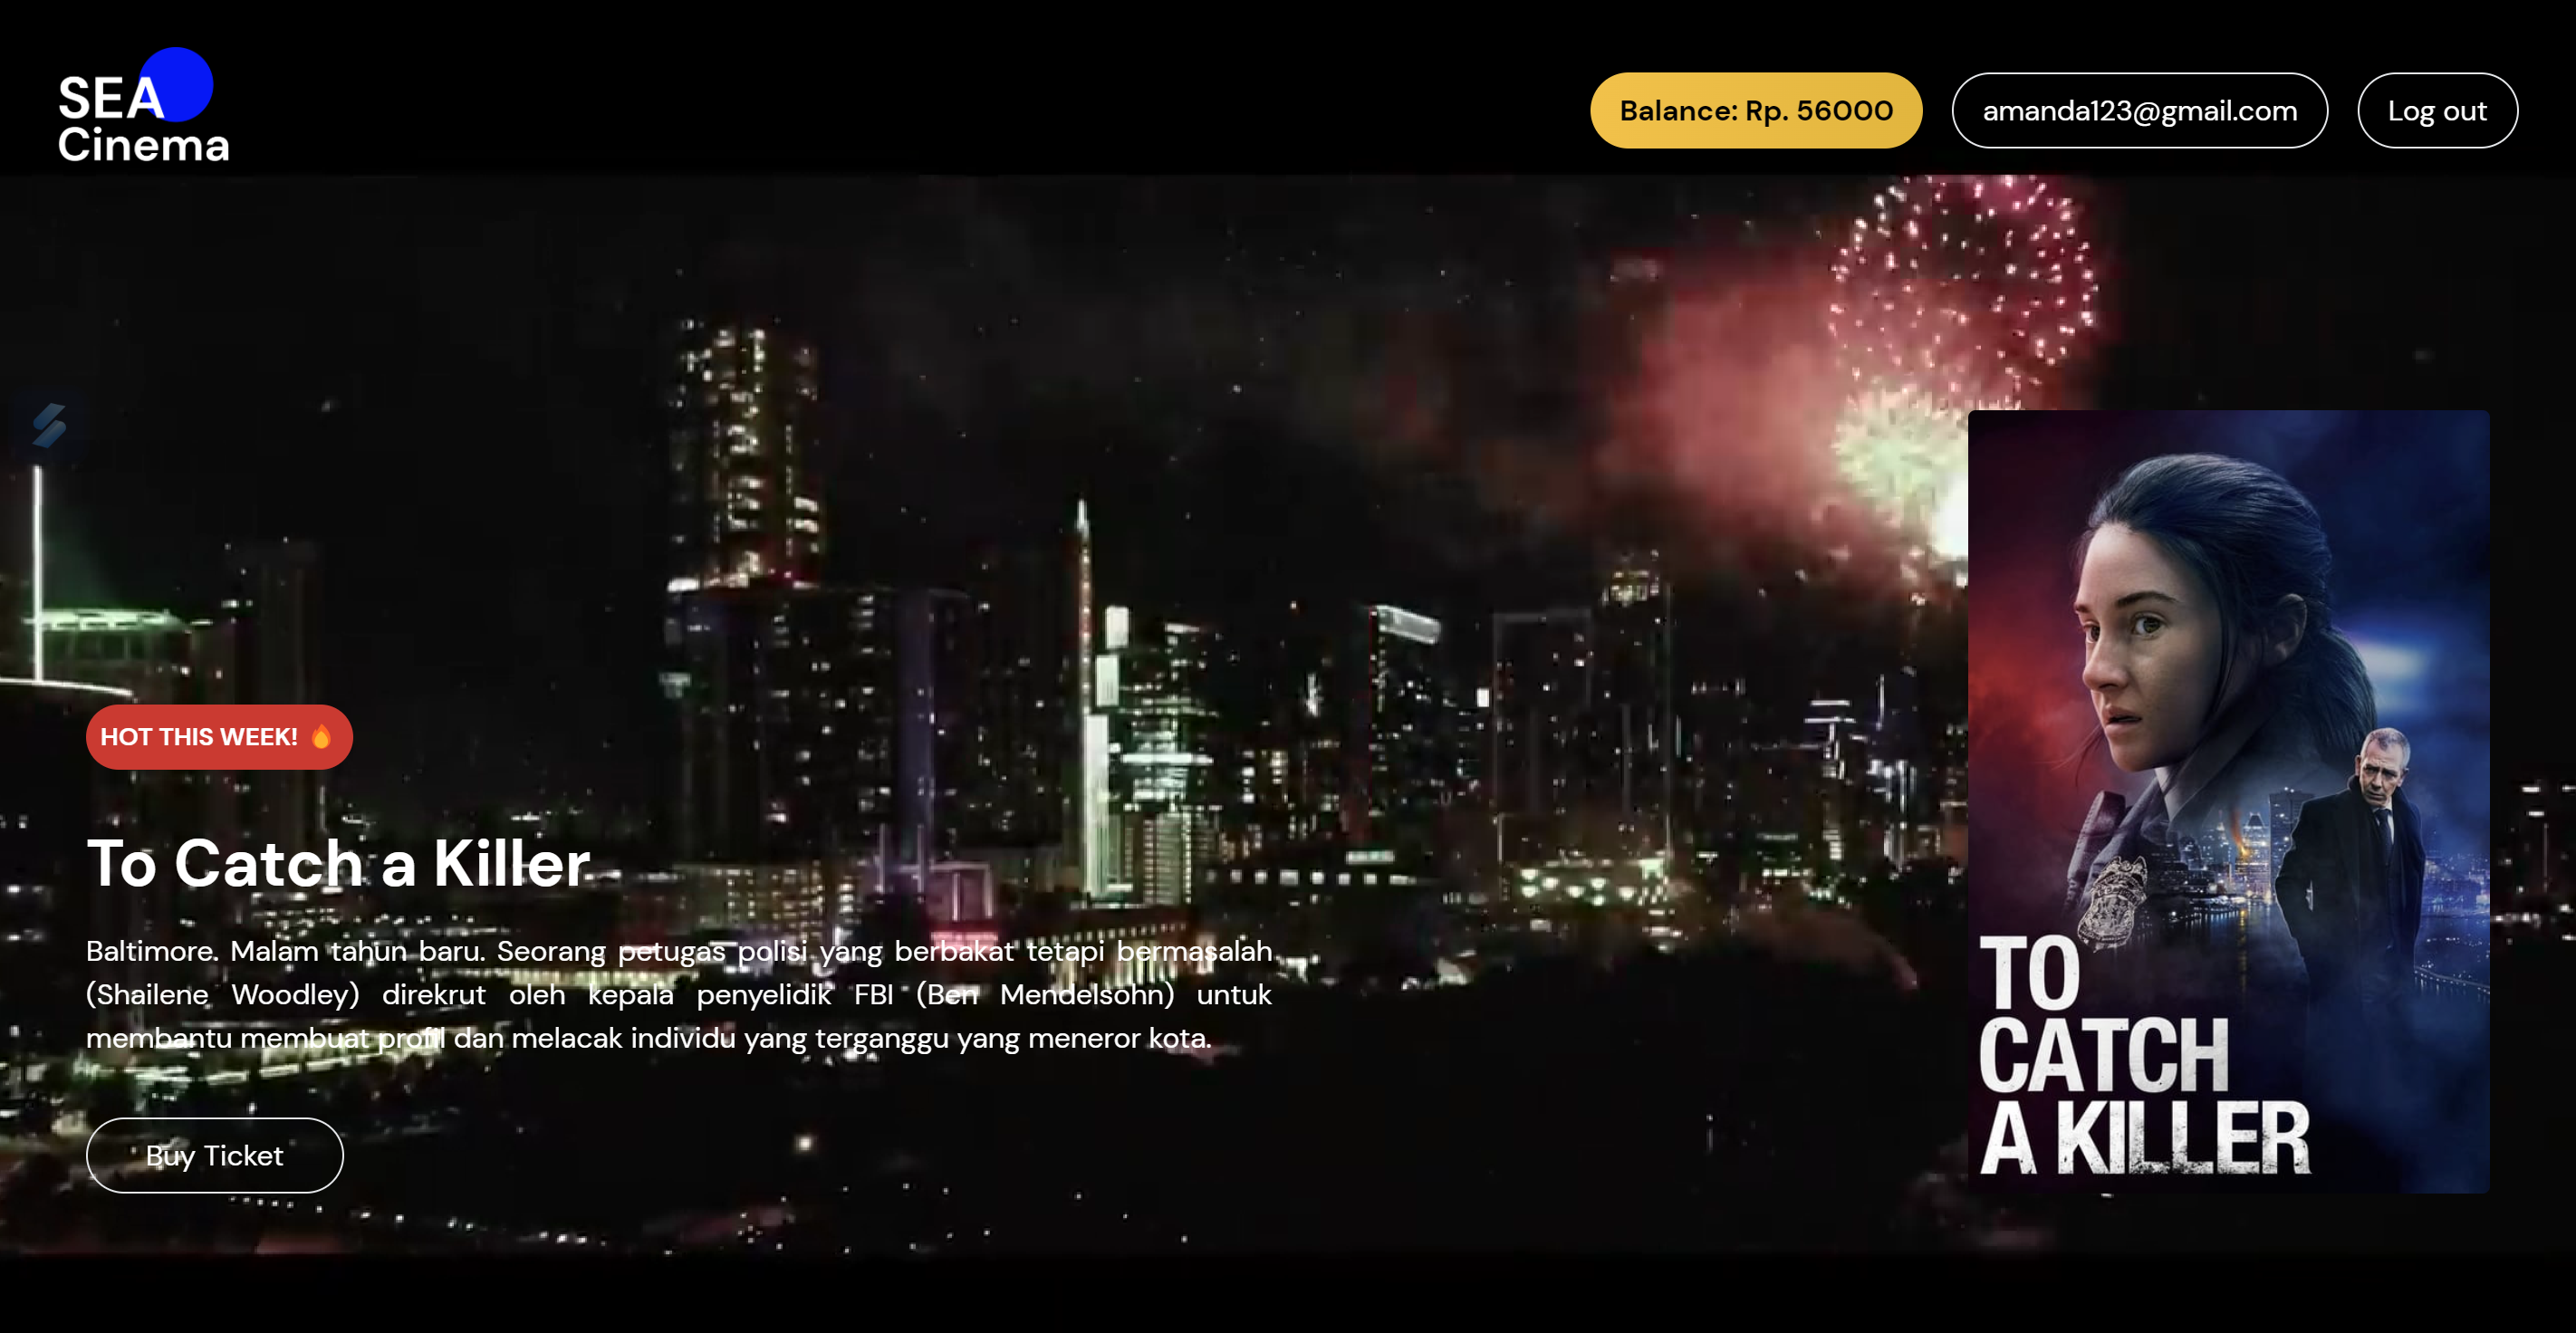 SEA
Cinema
Balance: Rp. 56000
amanda123@gmail.com
Log out
HOT THIS WEEK! 🔥
To Catch a Killer
Baltimore. Malam tahun baru. Seorang petugas polisi yang berbakat tetapi bermasalah
(Shailene Woodley) direkrut oleh kepala penyelidik FBI (Ben Mendelsohn) untuk
membantu membuat profil dan melacak individu yang terganggu yang meneror kota.
Buy Ticket
TO
CATCH
A KILLER